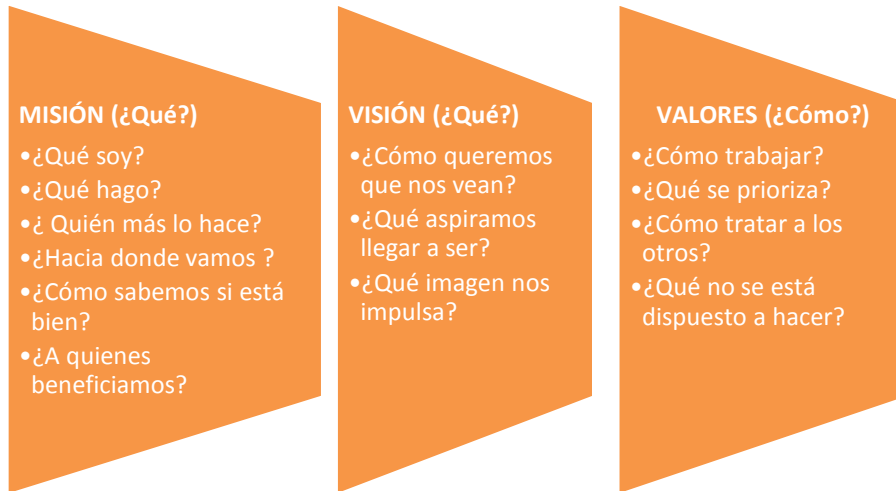 MISIÓN (¿Qué?)
•¿Qué soy?
•¿Qué hago?
•¿ Quién más lo hace?
•¿Hacia donde vamos ?
•¿Cómo sabemos si está
bien?
•¿A quienes
beneficiamos?
VISIÓN (¿Qué?)
•¿Cómo queremos
que nos vean?
•¿Qué aspiramos
llegar a ser?
•¿Qué imagen nos
impulsa?
VALORES (¿Cómo?)
•¿Cómo trabajar?
•¿Qué se prioriza?
•¿Cómo tratar a los
otros?
•¿Qué no se está
dispuesto a hacer?